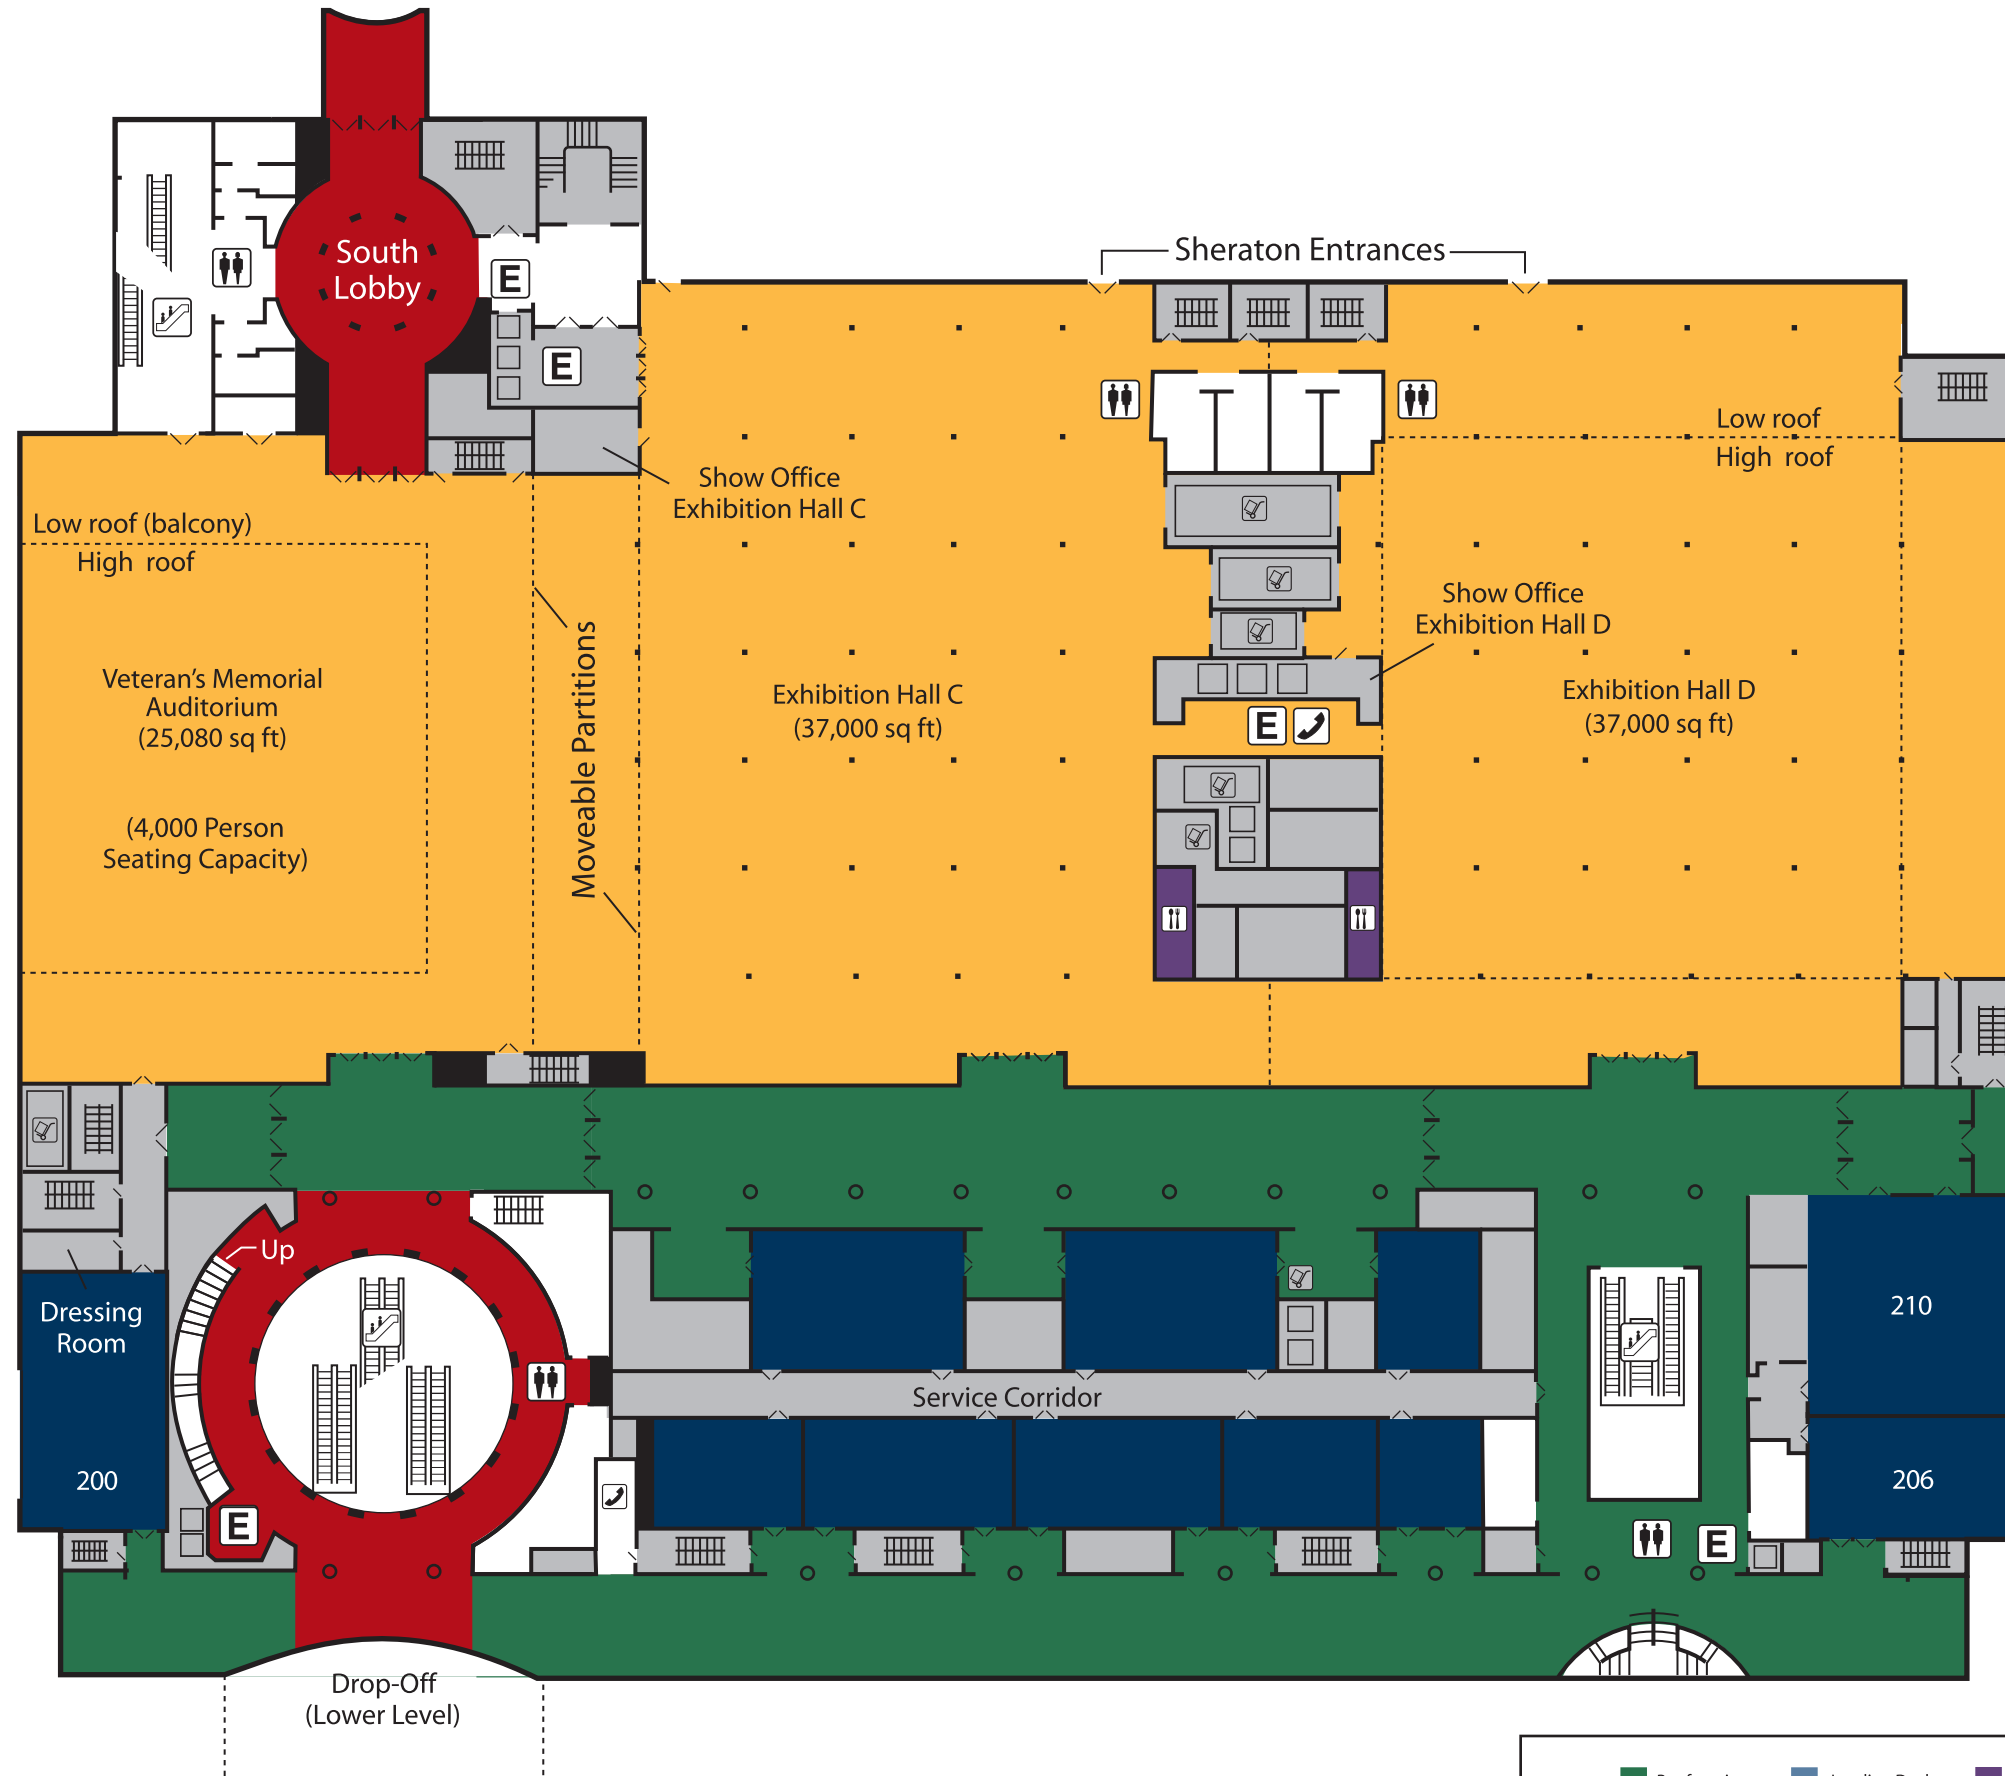 South
Lobby
E
E
Sheraton Entrances
Low roof
High roof
Show Office
Exhibition Hall C
Low roof (balcony)
High roof
Show Office
Exhibition Hall D
Veteran's Memorial
Auditorium
(25,080 sq ft)
(4,000 Person
Seating Capacity)
Moveable Partitions
Exhibition Hall C
(37,000 sq ft)
Exhibition Hall D
(37,000 sq ft)
E
Up
Dressing
Room
200
E
Service Corridor
210
206
E
Drop-Off
(Lower Level)